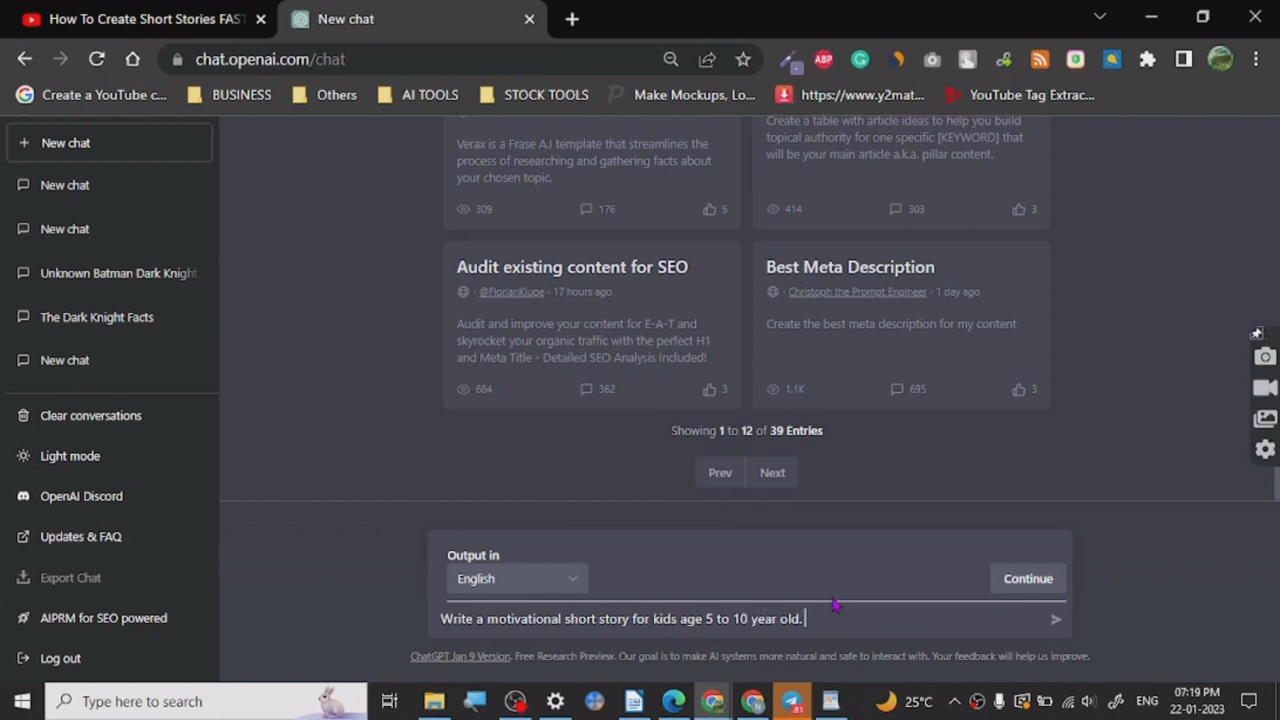 How To Create Short Stories FAS
New chat
chat.openai.com/chat
ABP
Create a YouTube c...
BUSINESS
Others
AI TOOLS
STOCK TOOLS
Make Mockups, Lo...
https://www.y2mat...
YouTube Tag Extrac...
New chat
New chat
New chat
Unknown Batman Dark Knight
The Dark Knight Facts
New chat
Clear conversations
Light mode
OpenAI Discord
Updates & FAQ
Export Chat
AIPRM for SEO powered
Log out
Verax is a Frase A.I template that streamlines the
process of researching and gathering facts about
your chosen topic.
309 176 5
Create a table with article ideas to help you build
topical authority for one specific [KEYWORD] that
will be your main article a.k.a. pillar content.
414 303 3
Audit existing content for SEO
· @FlorianKluge · 17 hours ago
Audit and improve your content for E-A-T and
skyrocket your organic traffic with the perfect H1
and Meta Title - Detailed SEO Analysis Included!
684 362 3
Best Meta Description
· Christoph the Prompt Engineer · 1 day ago
Create the best meta description for my content
1.1K 695 3
Showing 1 to 12 of 39 Entries
Prev Next
Output in
English
Continue
Write a motivational short story for kids age 5 to 10 year old.
ChatGPT Jan 9 Version. Free Research Preview. Our goal is to make AI systems more natural and safe to interact with. Your feedback will help us improve.
Type here to search
81
25°C
ENG
07:19 PM
22-01-2023